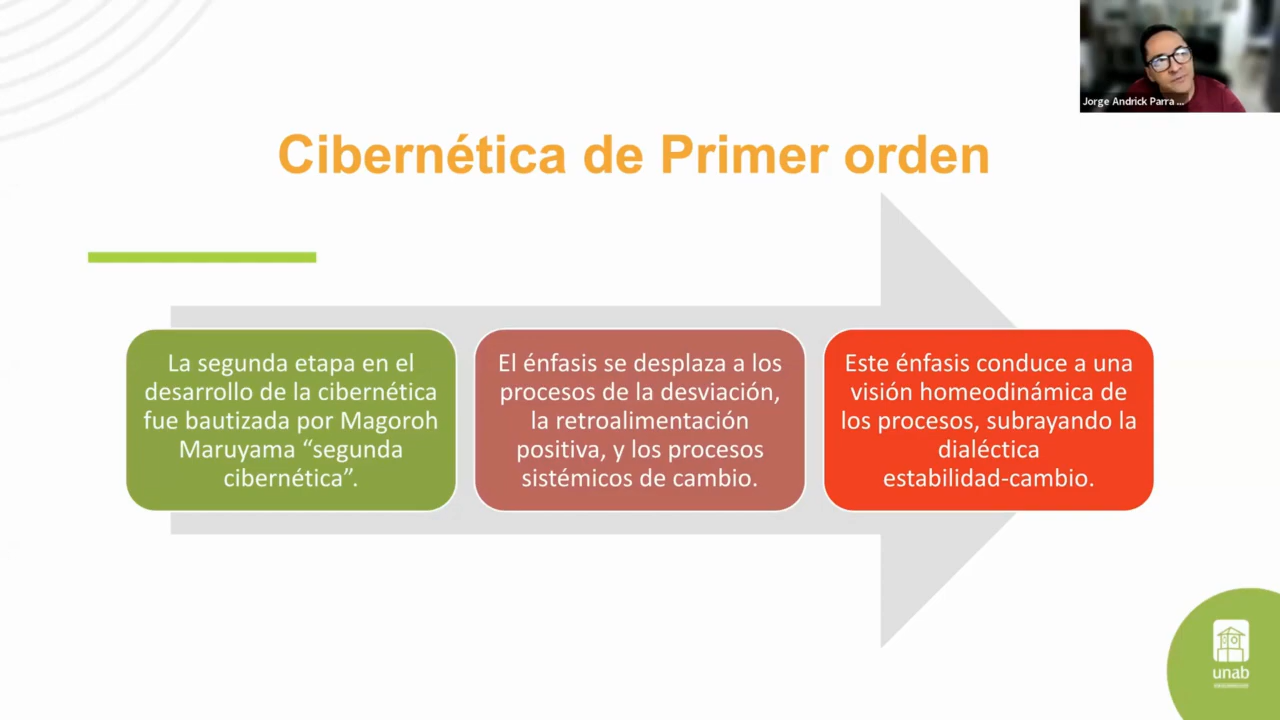 Jorge Andrick Parra ...
Cibernética de Primer orden
La segunda etapa en el
desarrollo de la cibernética
fue bautizada por Magoroh
Maruyama “segunda
cibernética”.
El énfasis se desplaza a los
procesos de la desviación,
la retroalimentación
positiva, y los procesos
sistémicos de cambio.
Este énfasis conduce a una
visión homeodinámica de
los procesos, subrayando la
dialéctica
estabilidad-cambio.
unab